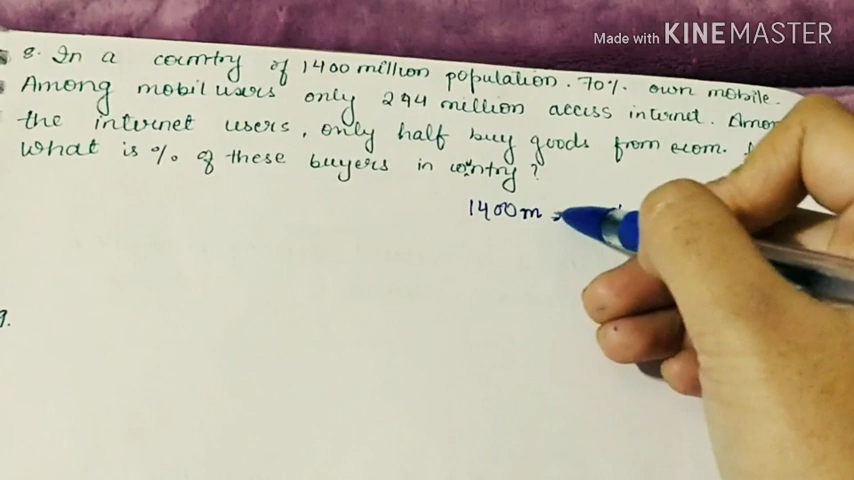 Made with KINEMASTER
8. In a country of 1400 million population. 70% own mobile.
Among mobil users only 294 million access internet. Amon
the internet users, only half buy goods from ecom.
What is % of these buyers in country?
1400m
9.